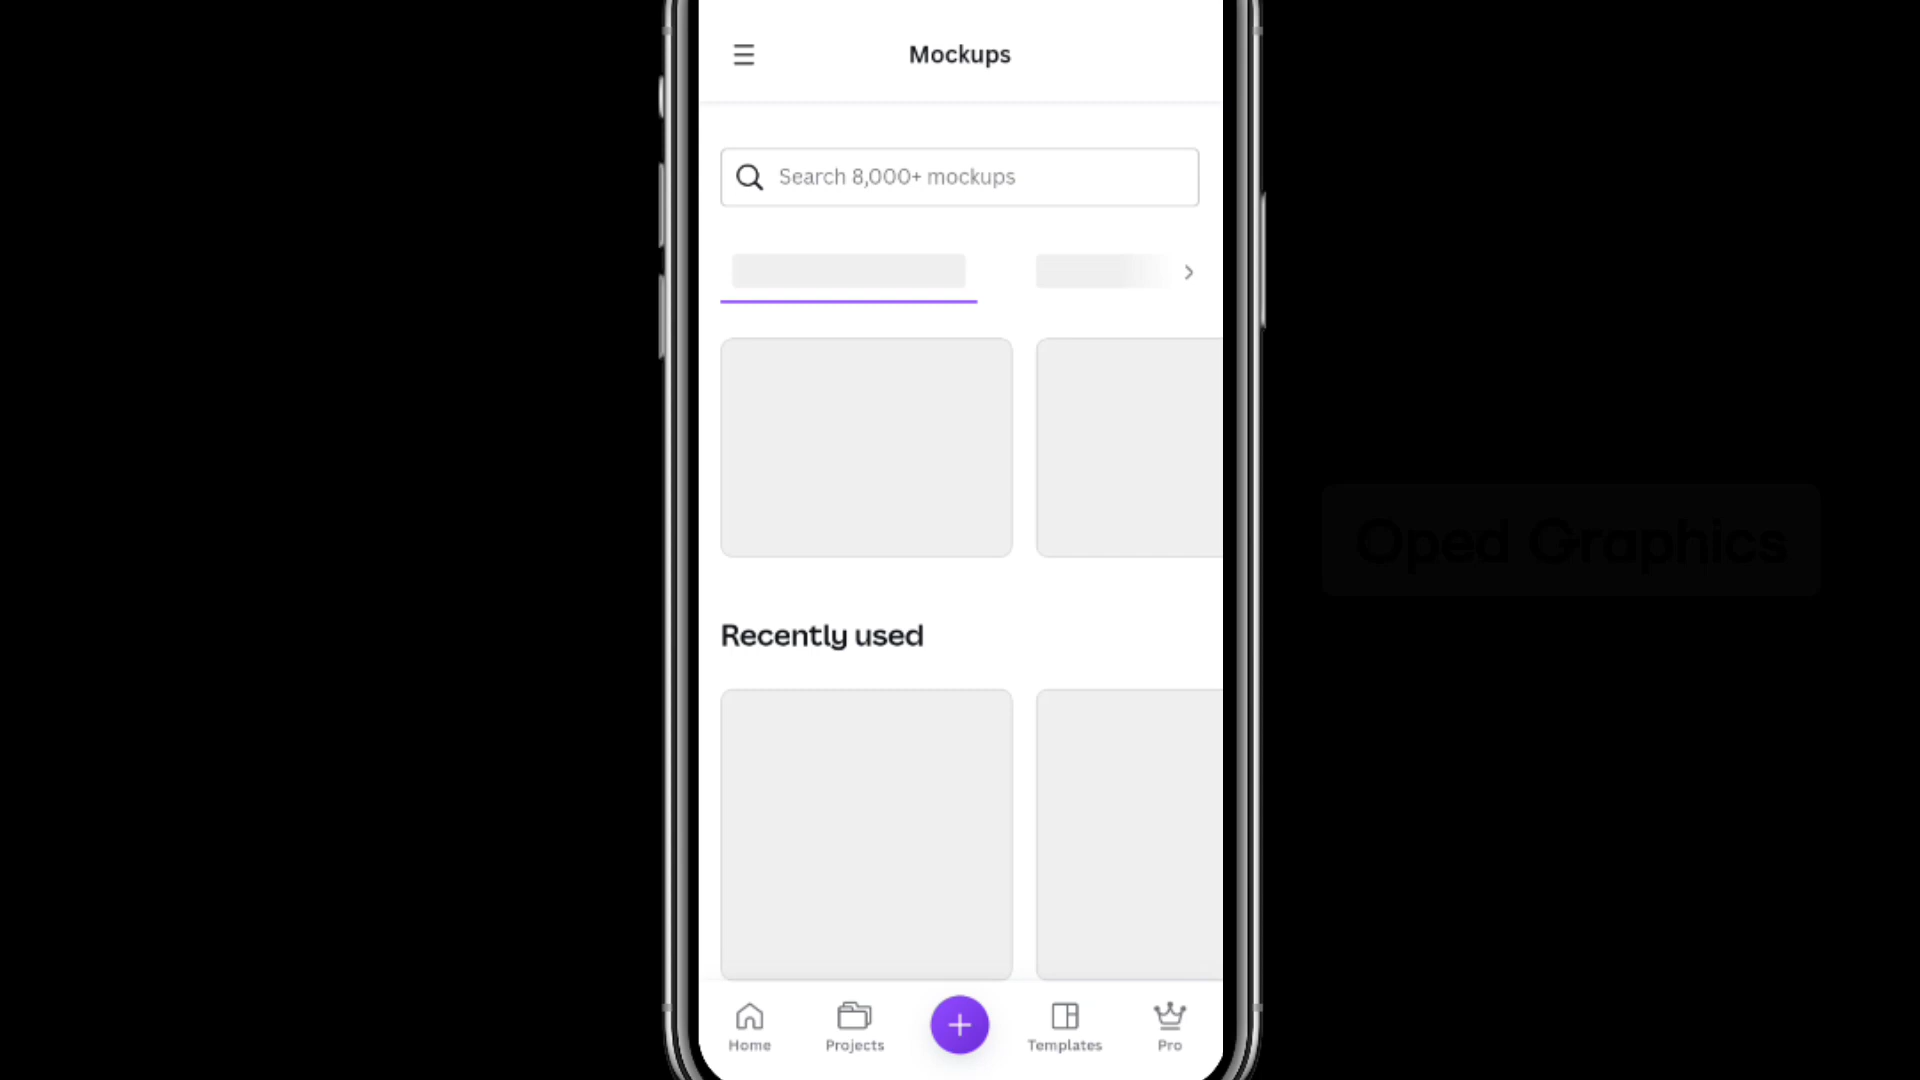 Mockups
Search 8,000+ mockups
Recently used
Home
Projects
Templates
Pro
Oped Graphics